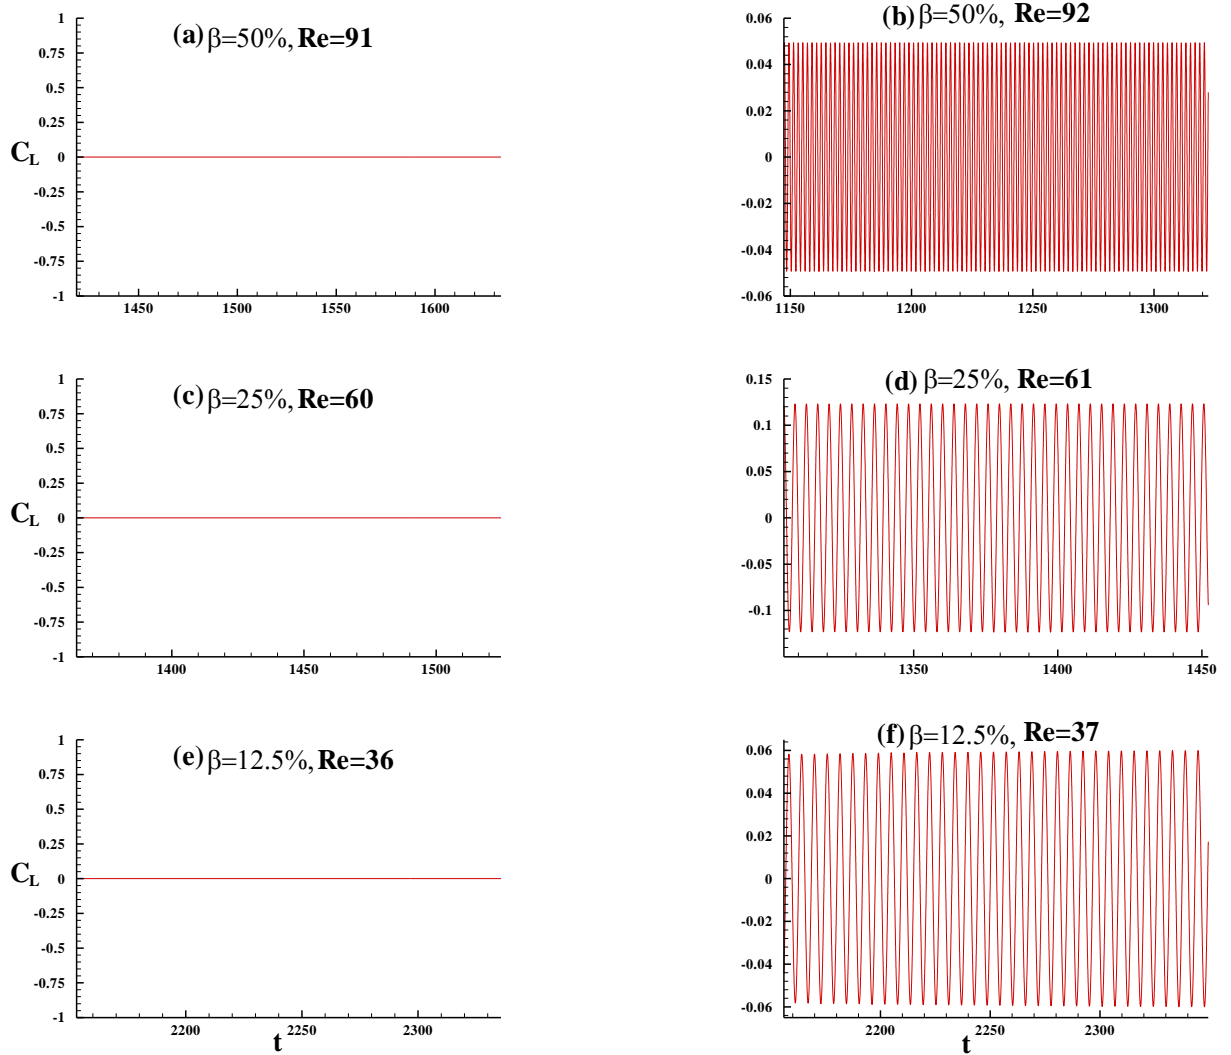 (a) β=50%, Re=91
1
0.75
0.5
0.25
0
-0.25
-0.5
-0.75
-1
C_L
1450 1500 1550 1600
(b) β=50%, Re=92
0.06
0.04
0.02
0
-0.02
-0.04
-0.06
1150 1200 1250 1300
(c) β=25%, Re=60
1
0.75
0.5
0.25
0
-0.25
-0.5
-0.75
-1
C_L
1400 1450 1500
(d) β=25%, Re=61
0.15
0.1
0.05
0
-0.05
-0.1
1350 1400 1450
(e) β=12.5%, Re=36
1
0.75
0.5
0.25
0
-0.25
-0.5
-0.75
-1
C_L
2200 2250 2300
t
(f) β=12.5%, Re=37
0.06
0.04
0.02
0
-0.02
-0.04
-0.06
2200 2250 2300
t